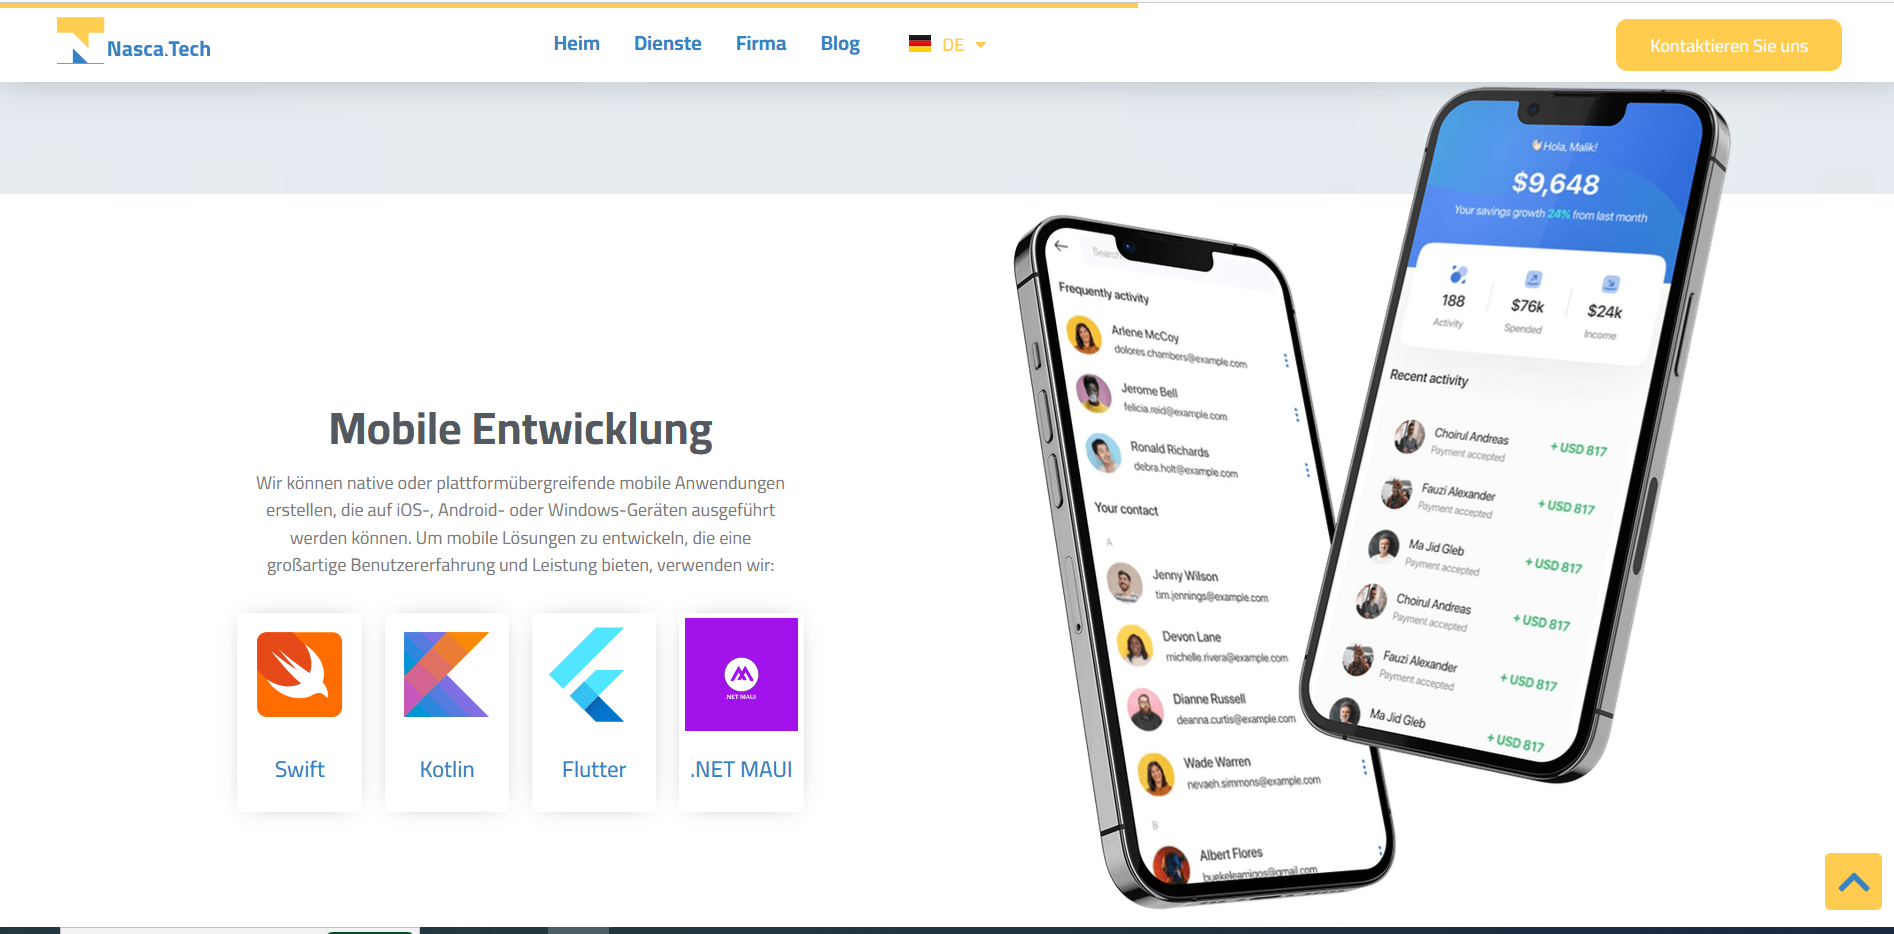 Nasca.Tech
Heim
Dienste
Firma
Blog
DE
Kontaktieren Sie uns
Mobile Entwicklung
Wir können native oder plattformübergreifende mobile Anwendungen
erstellen, die auf iOS-, Android- oder Windows-Geräten ausgeführt
werden können. Um mobile Lösungen zu entwickeln, die eine
großartige Benutzererfahrung und Leistung bieten, verwenden wir:
.NET MAUI
Swift
Kotlin
Flutter
.NET MAUI
Search
Frequently activity
Arlene McCoy
dolores.chambers@example.com
Jerome Bell
felicia.reid@example.com
Ronald Richards
debra.holt@example.com
Your contact
A
Jenny Wilson
tim.jennings@example.com
Devon Lane
michelle.rivera@example.com
Dianne Russell
deanna.curtis@example.com
Wade Warren
nevaeh.simmons@example.com
B
Albert Flores
buekeleamigos@gmail.com
Hola, Malik!
$9,648
Your savings growth 24% from last month
188
Activity
$76k
Spended
$24k
Income
Recent activity
Choirul Andreas
Payment accepted
+ USD 817
Fauzi Alexander
Payment accepted
+ USD 817
Ma Jid Gleb
Payment accepted
+ USD 817
Choirul Andreas
Payment accepted
+ USD 817
Fauzi Alexander
Payment accepted
+ USD 817
Ma Jid Gleb
+ USD 817